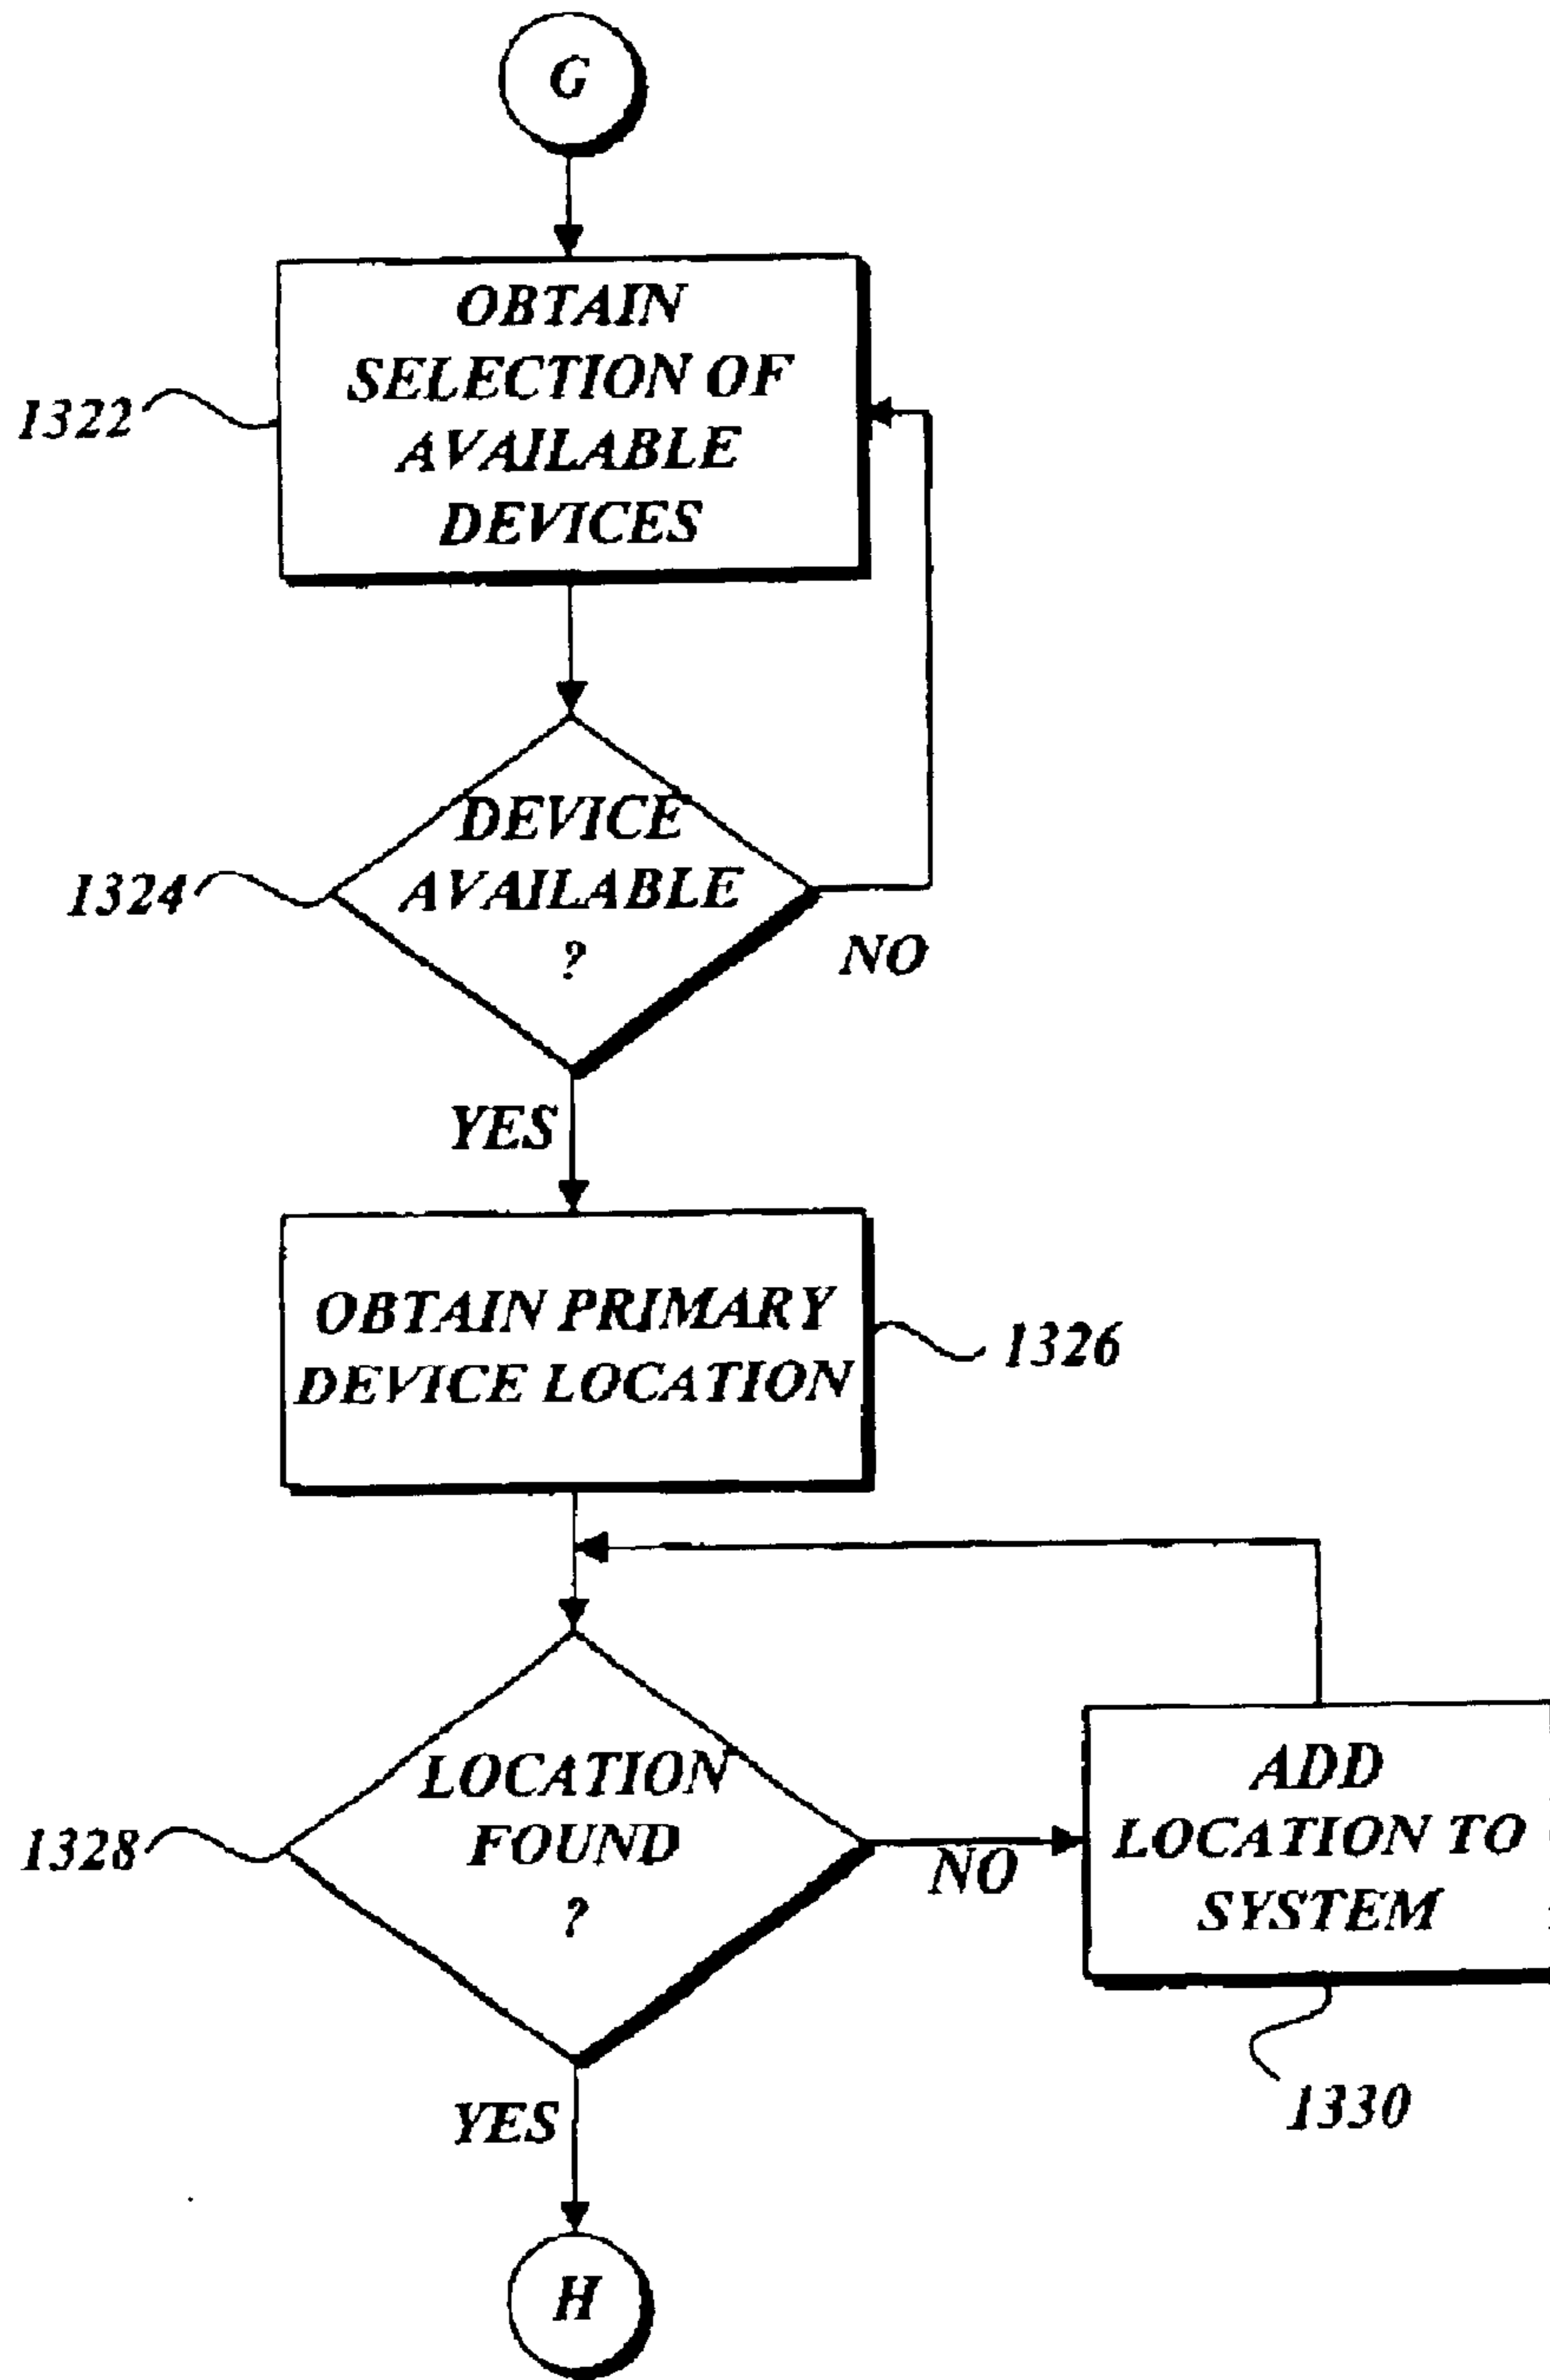 G
OBTAIN
SELECTION OF
AVAILABLE
DEVICES
1322
DEVICE
AVAILABLE
?
1324
NO
YES
OBTAIN PRIMARY
DEVICE LOCATION
1326
LOCATION
FOUND
?
1328
NO
ADD
LOCATION TO
SYSTEM
1330
YES
H